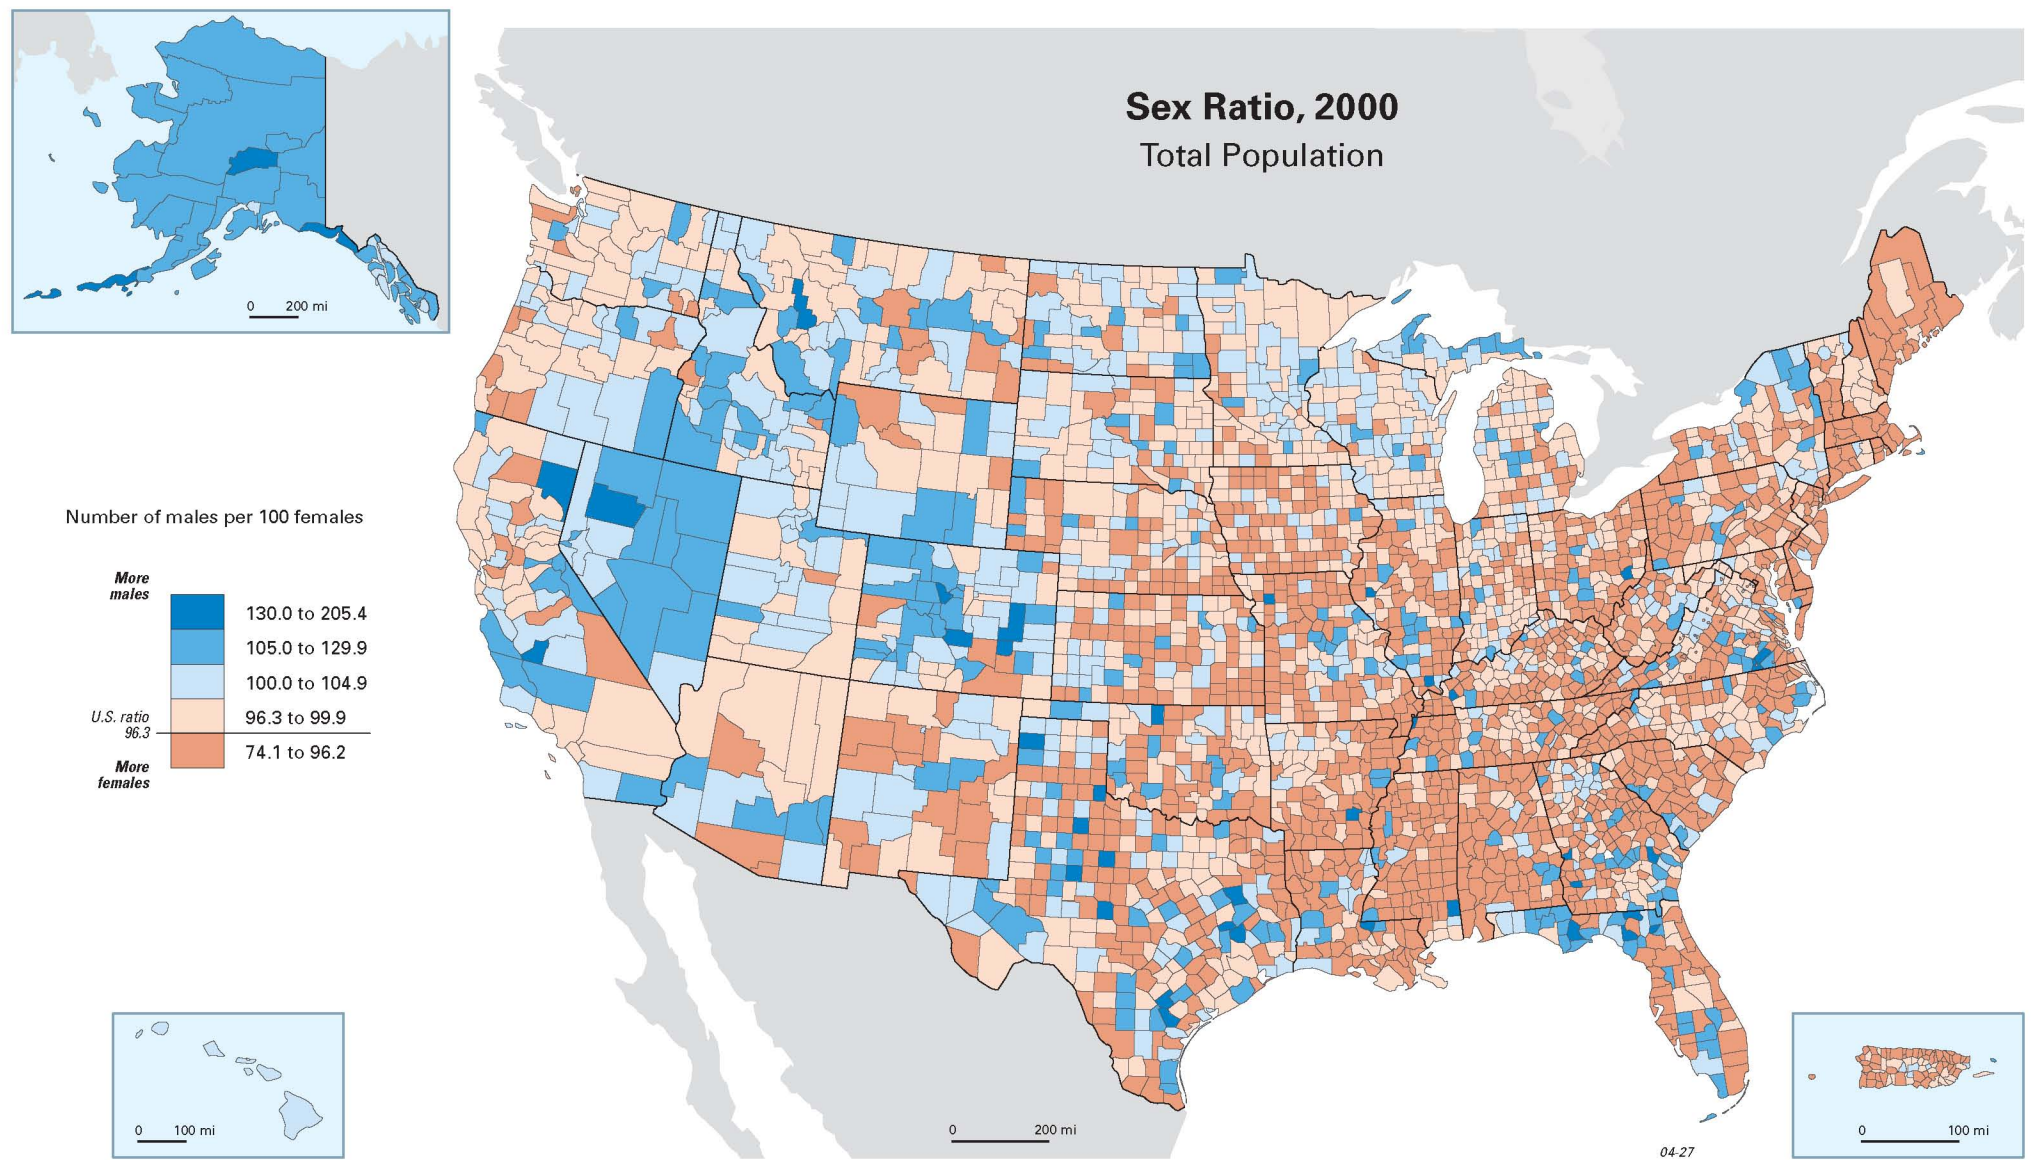 Sex Ratio, 2000
Total Population
0 200 mi
Number of males per 100 females
More
males
130.0 to 205.4
105.0 to 129.9
100.0 to 104.9
U.S. ratio
96.3
96.3 to 99.9
74.1 to 96.2
More
females
0 100 mi
0 200 mi
0 100 mi
04-27